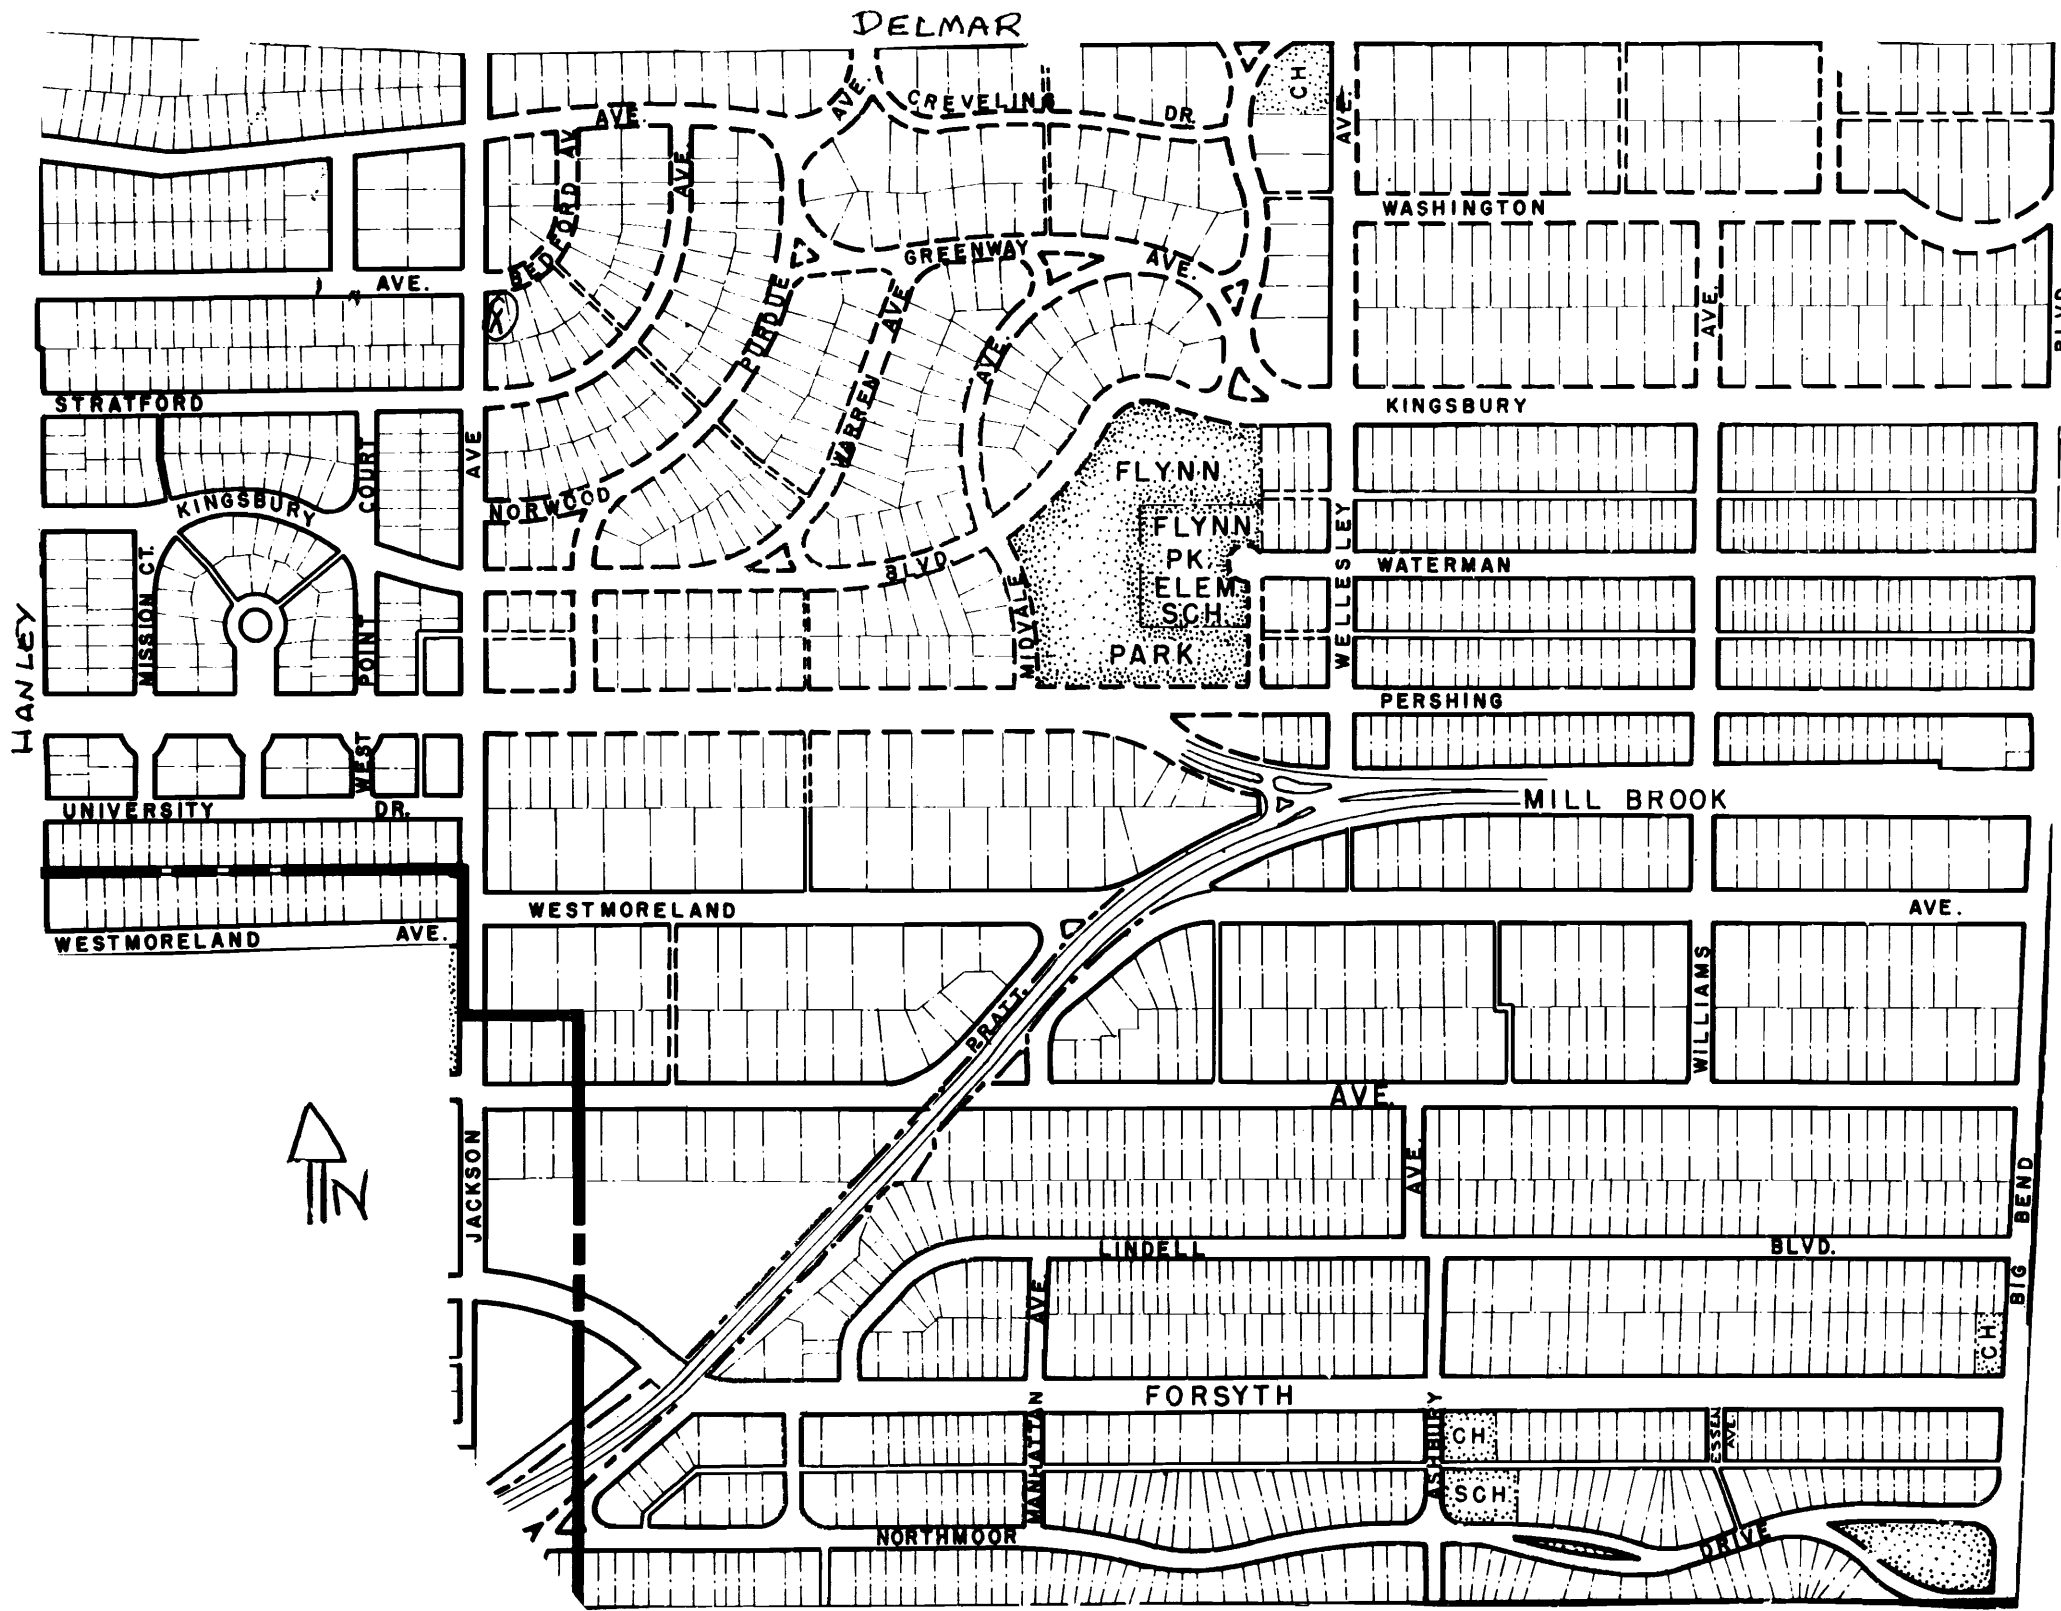 DELMAR
CH
AVE.
CREVELING
DR.
AVE.
AVE.
AVE.
BEDFORD AV
WASHINGTON
GREENWAY
AVE.
AVE.
X
PURDUE
AVE.
AVE.
AVE.
STRATFORD
KINGSBURY
COURT
AVE
WARREN
FLYNN
KINGSBURY
NORWOOD
FLYNN
PK.
ELEM.
SCH.
PARK
WELLESLEY
WATERMAN
BLVD.
MIDVALE
HANLEY
MISSION CT.
POINT
PERSHING
WEST
UNIVERSITY
DR.
MILL BROOK
WESTMORELAND
AVE.
WESTMORELAND
AVE.
WILLIAMS
PRATT.
AVE.
N
JACKSON
AVE.
BIG BEND
LINDELL
BLVD.
AVE.
CH
FORSYTH
MANHATTAN
ASHBURY
CH
ESSEN
AVE.
SCH.
NORTHMOOR
DRIVE